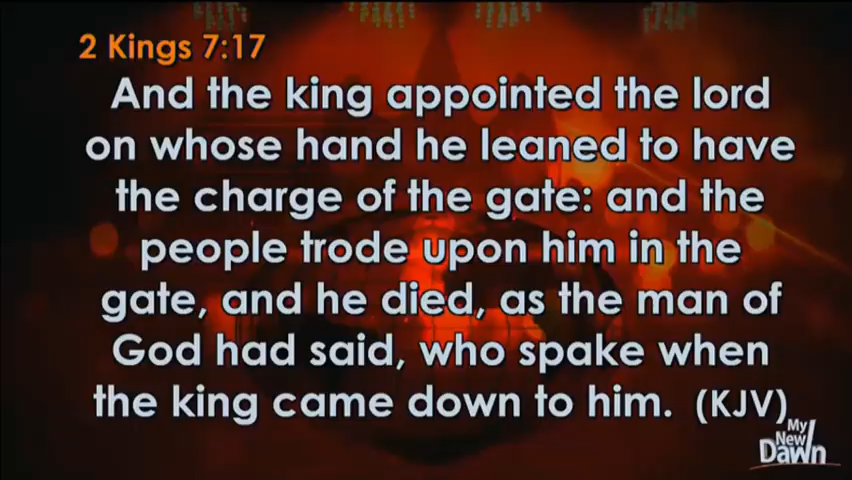 2 Kings 7:17
And the king appointed the lord
on whose hand he leaned to have
the charge of the gate: and the
people trode upon him in the
gate, and he died, as the man of
God had said, who spake when
the king came down to him. (KJV)
My
New
Dawn